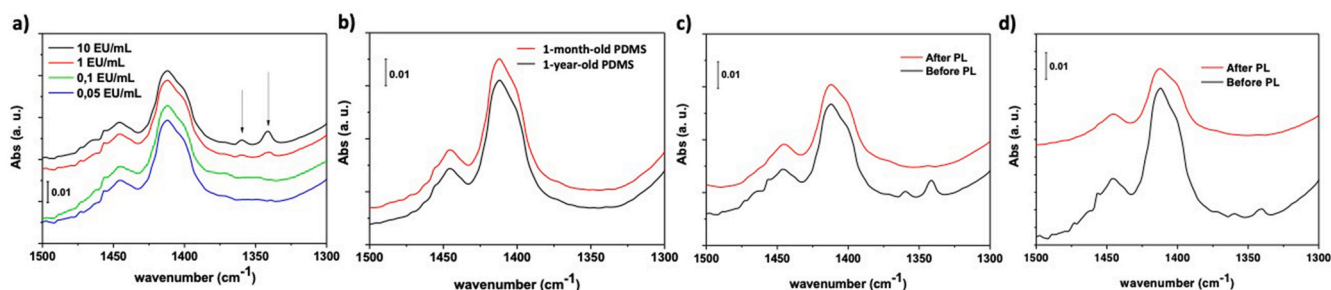 a)
10 EU/mL
1 EU/mL
0,1 EU/mL
0,05 EU/mL
0.01
Abs (a. u.)
1500 1450 1400 1350 1300
wavenumber (cm-1)
b)
1-month-old PDMS
1-year-old PDMS
0.01
Abs (a. u.)
1500 1450 1400 1350 1300
wavenumber (cm-1)
c)
After PL
Before PL
0.01
Abs (a. u.)
1500 1450 1400 1350 1300
wavenumber (cm-1)
d)
After PL
Before PL
0.01
Abs (a. u.)
1500 1450 1400 1350 1300
wavenumber (cm-1)